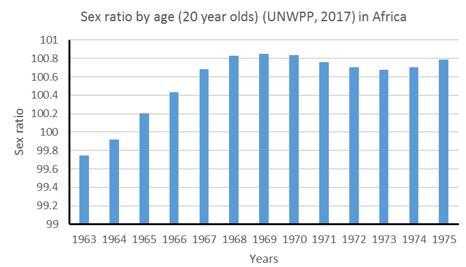 Sex ratio by age (20 year olds) (UNWPP, 2017) in Africa
101
100.8
100.6
100.4
100.2
100
99.8
99.6
99.4
99.2
99
Sex ratio
1963 1964 1965 1966 1967 1968 1969 1970 1971 1972 1973 1974 1975
Years